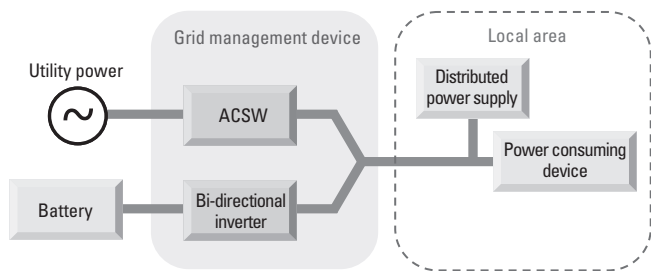 Grid management device
Local area
Utility power
ACSW
Distributed
power supply
Power consuming
device
Battery
Bi-directional
inverter